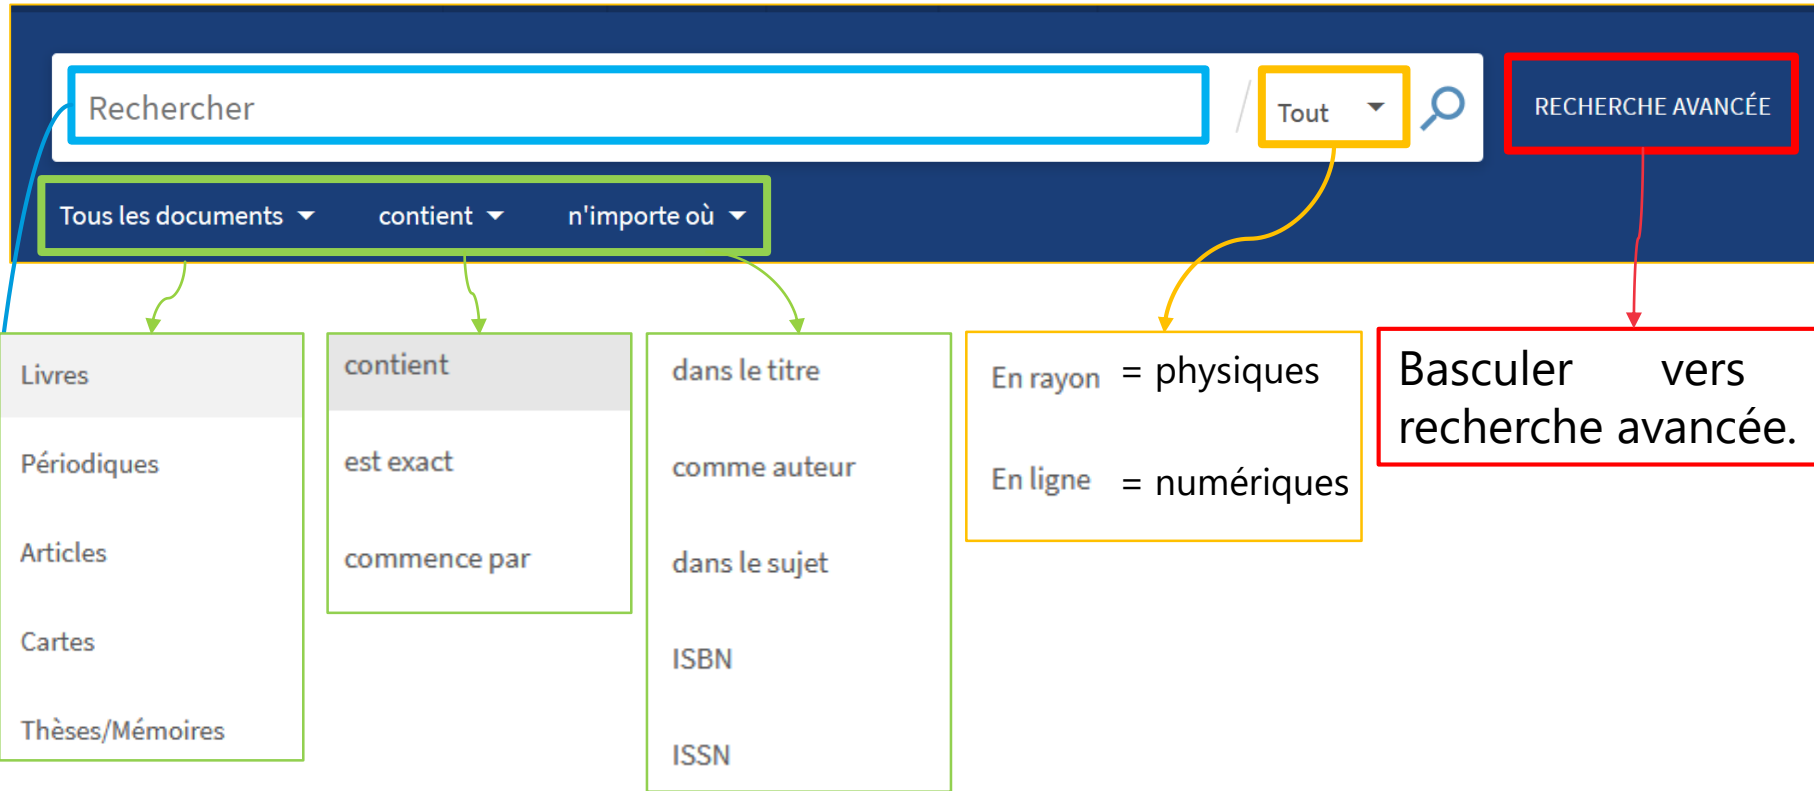 Rechercher
Tout
RECHERCHE AVANCÉE
Tous les documents
contient
n'importe où
Livres
Périodiques
Articles
Cartes
Thèses/Mémoires
contient
est exact
commence par
dans le titre
comme auteur
dans le sujet
ISBN
ISSN
En rayon = physiques
En ligne = numériques
Basculer vers
recherche avancée.